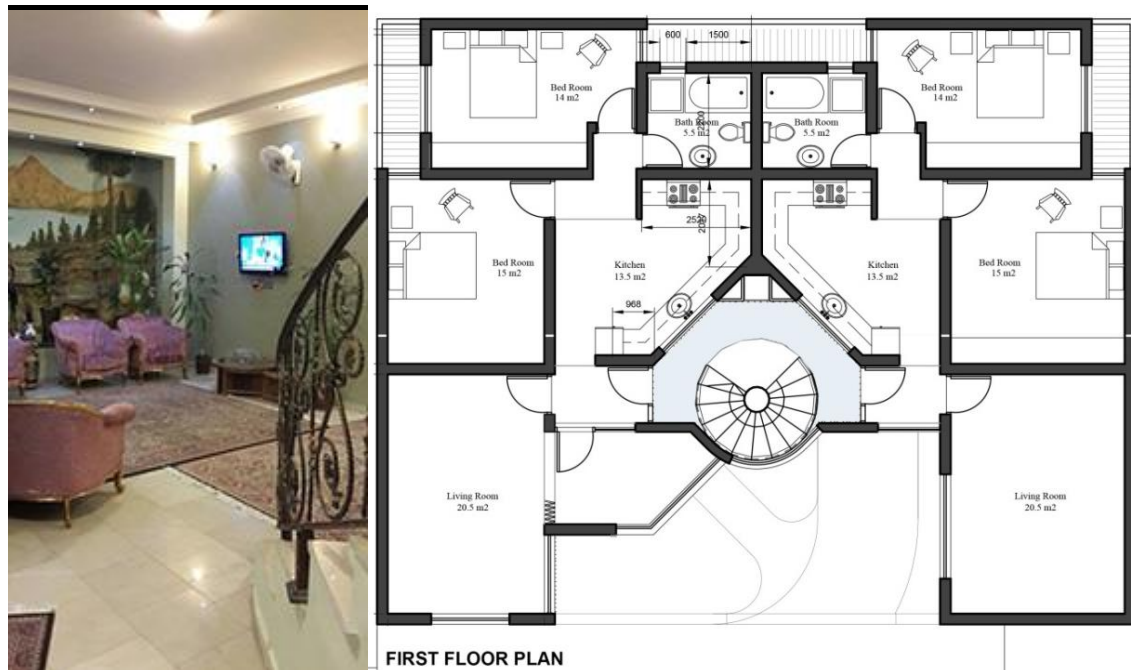 600
1500
Bed Room
14 m2
Bed Room
14 m2
Bath Room
5.5 m2
Bath Room
5.5 m2
Bed Room
15 m2
Kitchen
13.5 m2
968
Kitchen
13.5 m2
Bed Room
15 m2
Living Room
20.5 m2
Living Room
20.5 m2
FIRST FLOOR PLAN